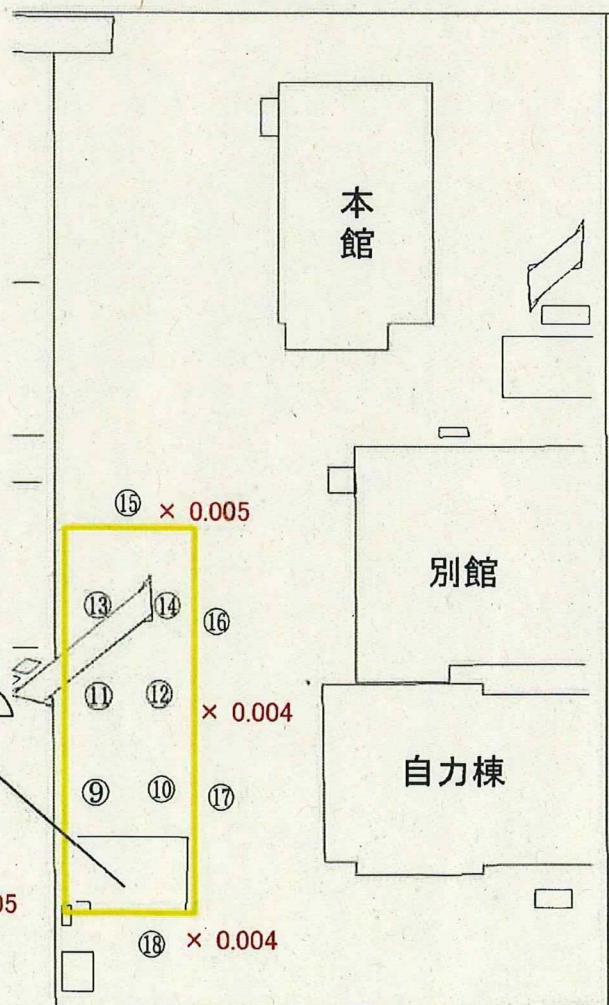 本館
⑮ × 0.005
別館
⑬ ⑭ ⑯
⑪ ⑫ × 0.004
自力棟
⑨ ⑩ ⑰
05
⑱ × 0.004